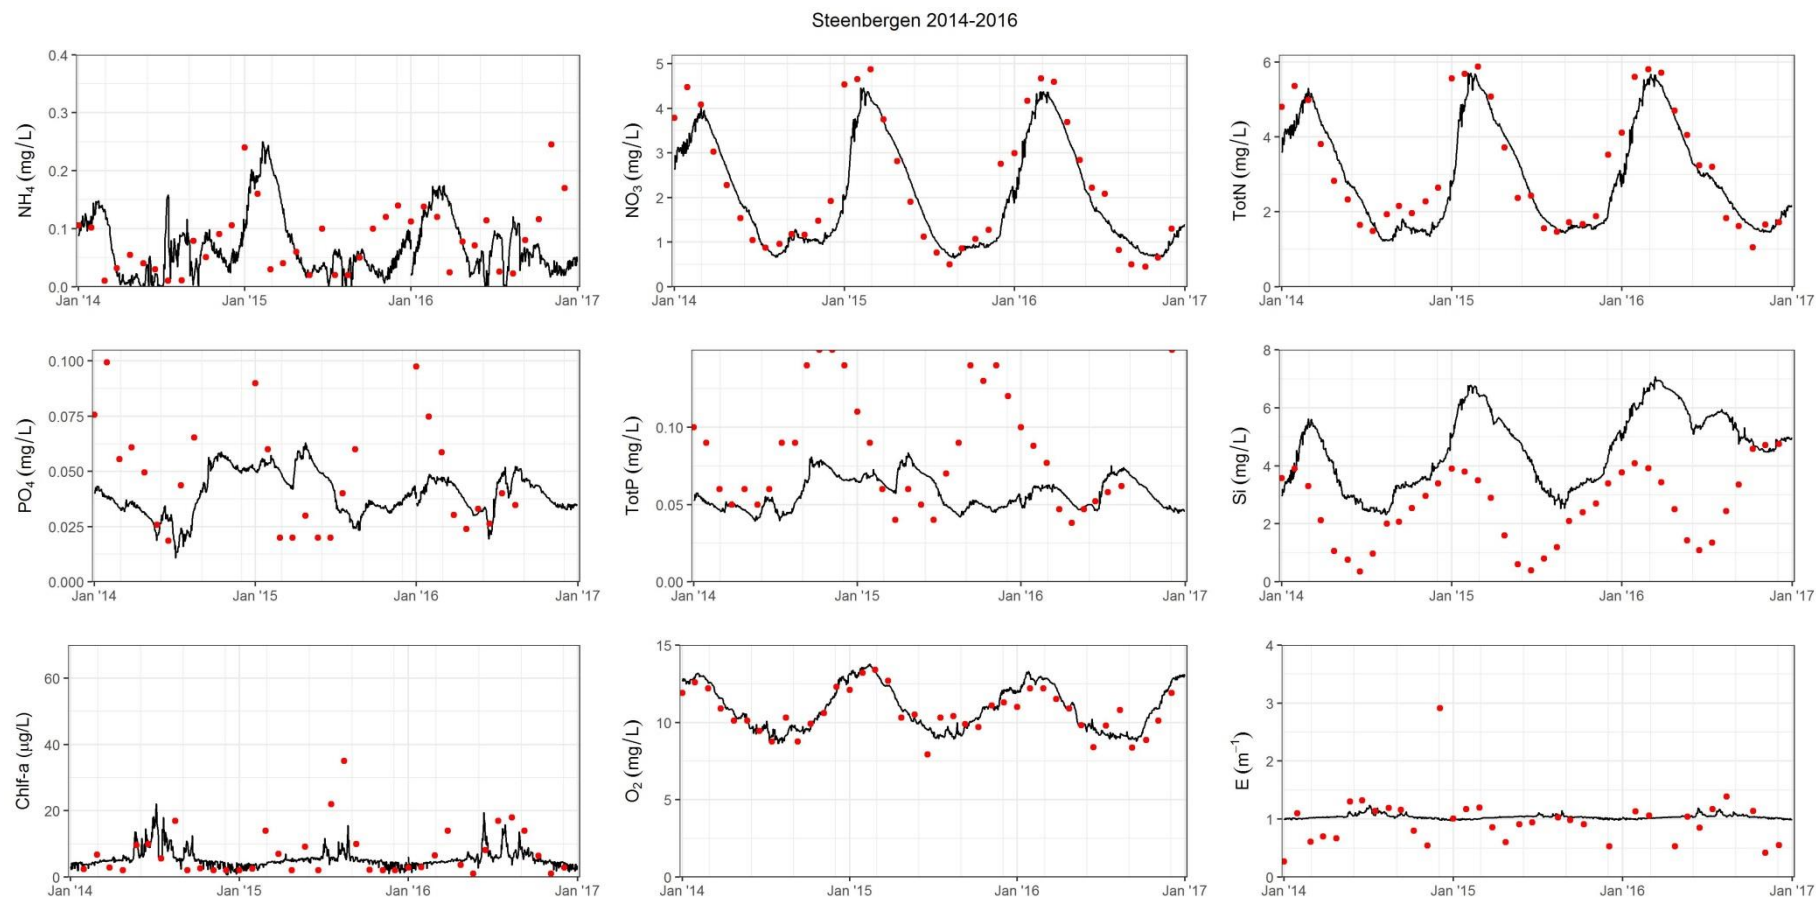 Steenbergen 2014-2016
NH₄ (mg/L)
0.4
0.3
0.2
0.1
0.0
Jan '14 Jan '15 Jan '16 Jan '17
NO₃ (mg/L)
5
4
3
2
1
0
Jan '14 Jan '15 Jan '16 Jan '17
TotN (mg/L)
6
4
2
0
Jan '14 Jan '15 Jan '16 Jan '17
PO₄ (mg/L)
0.100
0.075
0.050
0.025
0.000
Jan '14 Jan '15 Jan '16 Jan '17
TotP (mg/L)
0.10
0.05
0.00
Jan '14 Jan '15 Jan '16 Jan '17
Si (mg/L)
8
6
4
2
0
Jan '14 Jan '15 Jan '16 Jan '17
Chlf-a (μg/L)
60
40
20
0
Jan '14 Jan '15 Jan '16 Jan '17
O₂ (mg/L)
15
10
5
0
Jan '14 Jan '15 Jan '16 Jan '17
E (m⁻¹)
4
3
2
1
0
Jan '14 Jan '15 Jan '16 Jan '17